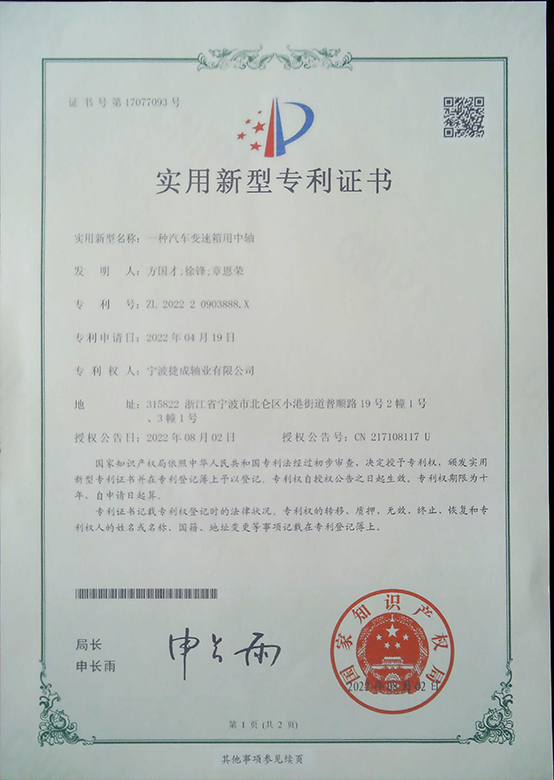 证书号第17077093号
实用新型专利证书
实用新型名称：一种汽车变速箱用中轴
发明人：方国才;徐锋;章恩荣
专利号：ZL 2022 2 0903888.X
专利申请日：2022年04月19日
专利权人：宁波捷成轴业有限公司
地址：315822 浙江省宁波市北仑区小港街道普顺路19号2幢1号
、3幢1号
授权公告日：2022年08月02日 授权公告号：CN 217108117 U
国家知识产权局依照中华人民共和国专利法经过初步审查，决定授予专利权，颁发实用
新型专利证书并在专利登记簿上予以登记。专利权自授权公告之日起生效。专利权期限为十
年，自申请日起算。
专利证书记载专利权登记时的法律状况。专利权的转移、质押、无效、终止、恢复和专
利权人的姓名或名称、国籍、地址变更等事项记载在专利登记簿上。
局长
申长雨
申长雨
国家知识产权局
2022年08月02日
第1页(共2页)
其他事项参见续页